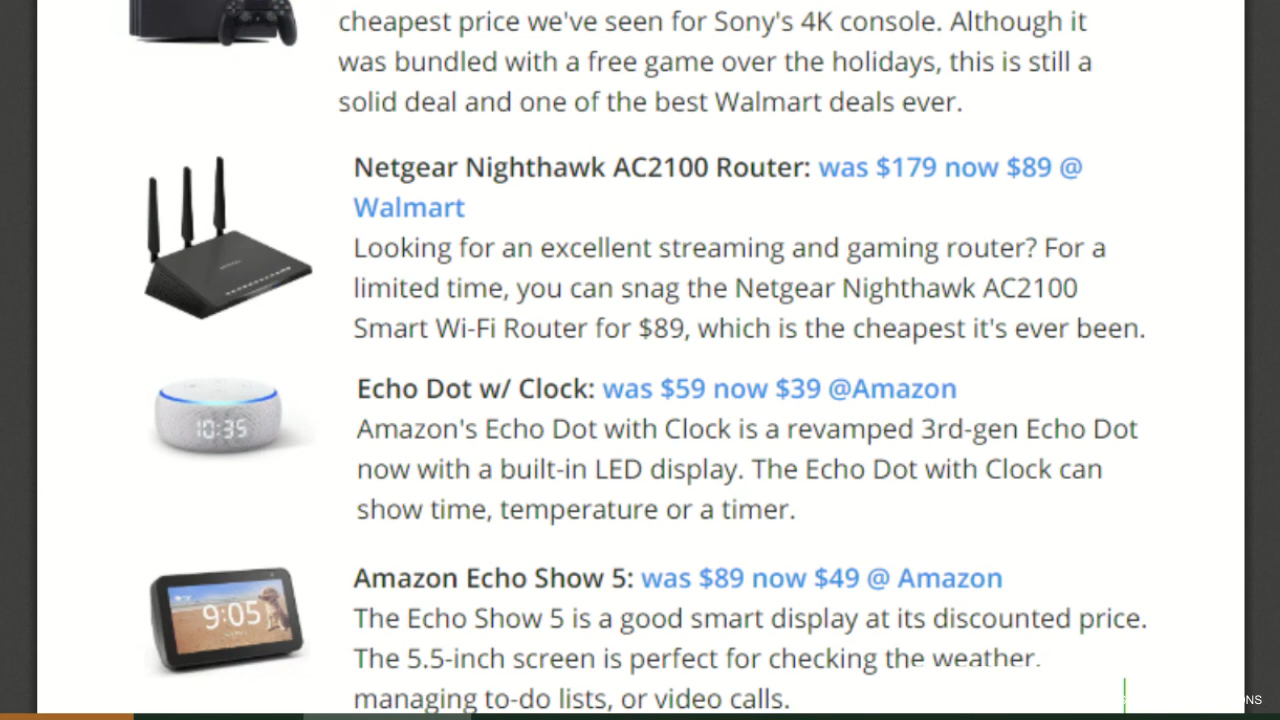 cheapest price we've seen for Sony's 4K console. Although it
was bundled with a free game over the holidays, this is still a
solid deal and one of the best Walmart deals ever.
Netgear Nighthawk AC2100 Router: was $179 now $89 @
Walmart
Looking for an excellent streaming and gaming router? For a
limited time, you can snag the Netgear Nighthawk AC2100
Smart Wi-Fi Router for $89, which is the cheapest it's ever been.
Echo Dot w/ Clock: was $59 now $39 @Amazon
Amazon's Echo Dot with Clock is a revamped 3rd-gen Echo Dot
now with a built-in LED display. The Echo Dot with Clock can
show time, temperature or a timer.
10:35
Amazon Echo Show 5: was $89 now $49 @ Amazon
The Echo Show 5 is a good smart display at its discounted price.
The 5.5-inch screen is perfect for checking the weather,
managing to-do lists, or video calls.
9:05